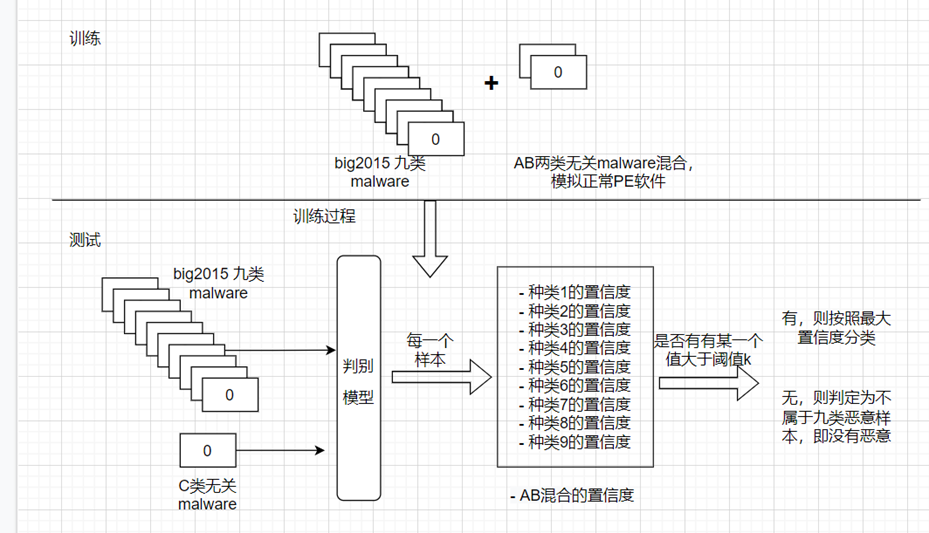 训练
0
+
0
big2015 九类
malware
AB两类无关malware混合，
模拟正常PE软件
训练过程
测试
big2015 九类
malware
0
0
C类无关
malware
判别
模型
每一个
样本
- 种类1的置信度
- 种类2的置信度
- 种类3的置信度
- 种类4的置信度
- 种类5的置信度
- 种类6的置信度
- 种类7的置信度
- 种类8的置信度
- 种类9的置信度
- AB混合的置信度
是否有有某一个
值大于阈值k
有，则按照最大
置信度分类
无，则判定为不
属于九类恶意样
本，即没有恶意